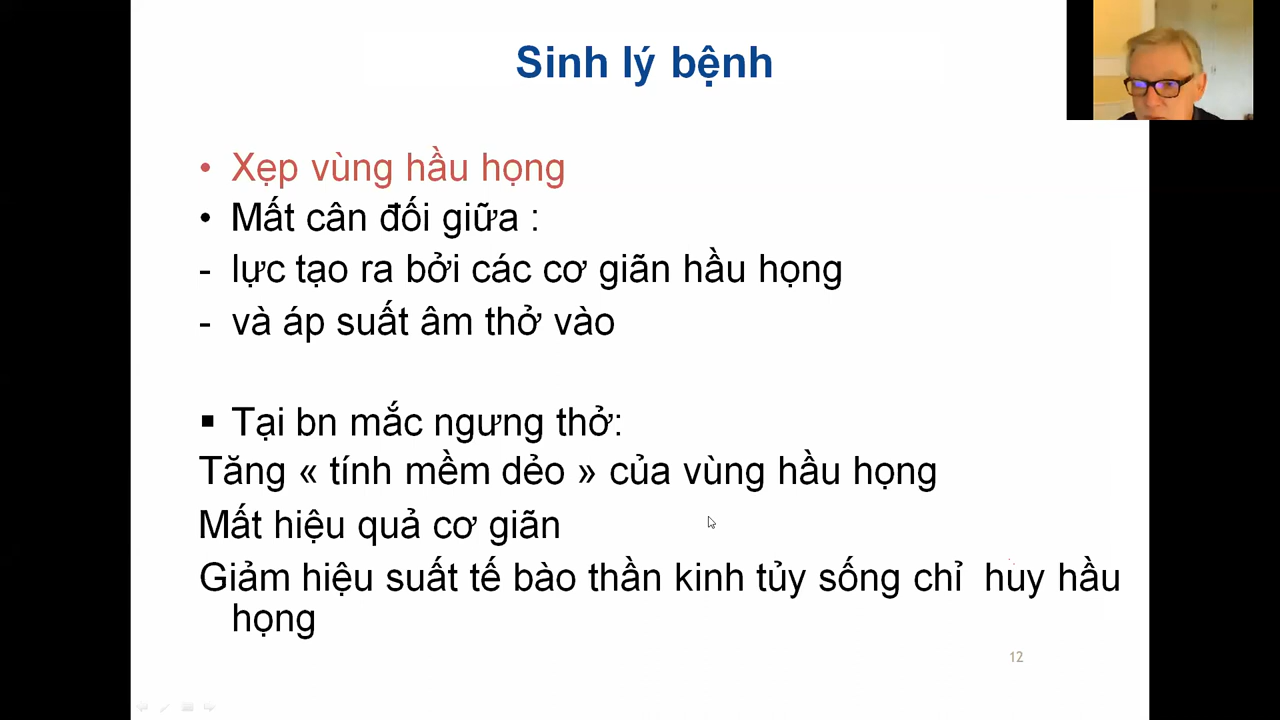 Sinh lý bệnh
• Xẹp vùng hầu họng
• Mất cân đối giữa :
- lực tạo ra bởi các cơ giãn hầu họng
- và áp suất âm thở vào
▪ Tại bn mắc ngưng thở:
Tăng « tính mềm dẻo » của vùng hầu họng
Mất hiệu quả cơ giãn
Giảm hiệu suất tế bào thần kinh tủy sống chỉ huy hầu
họng
12